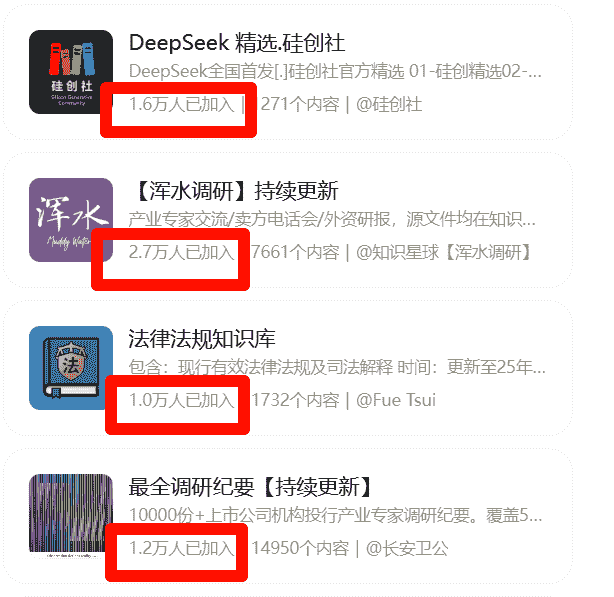 硅创社
Silicon Generation
Community
DeepSeek 精选.硅创社
DeepSeek全国首发[.]硅创社官方精选 01-硅创精选02-...
1.6万人已加入 | 271个内容 | @硅创社
浑水
Muddy Water
【浑水调研】持续更新
产业专家交流/卖方电话会/外资研报，源文件均在知识...
2.7万人已加入 7661个内容 | @知识星球【浑水调研】
法
法律法规知识库
包含：现行有效法律法规及司法解释 时间：更新至25年...
1.0万人已加入 1732个内容 | @Fue Tsui
最全调研纪要【持续更新】
10000份+上市公司机构投行产业专家调研纪要。覆盖5...
1.2万人已加入 14950个内容 | @长安卫公